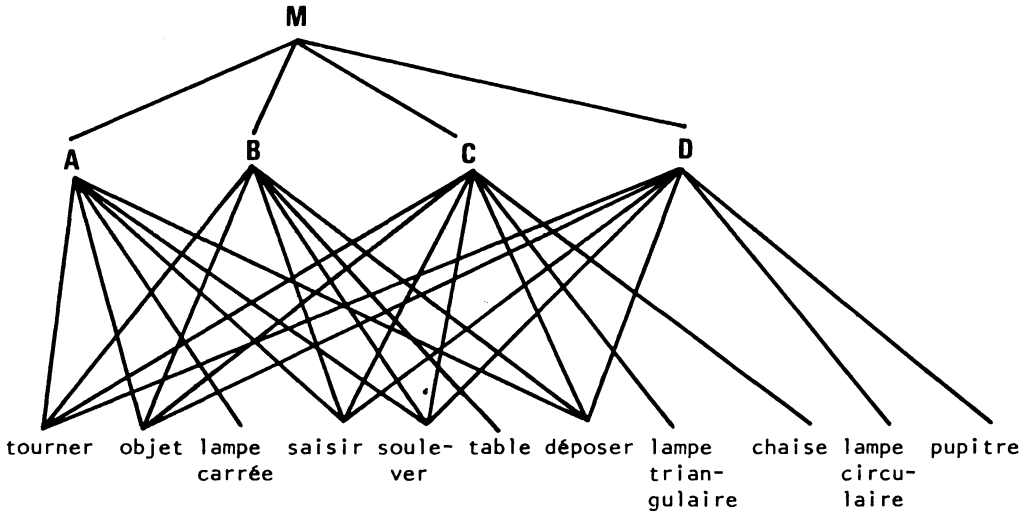 M
A B C D
tourner objet lampe saisir soule- table déposer lampe chaise lampe pupitre
carrée ver trian- circu-
gulaire laire